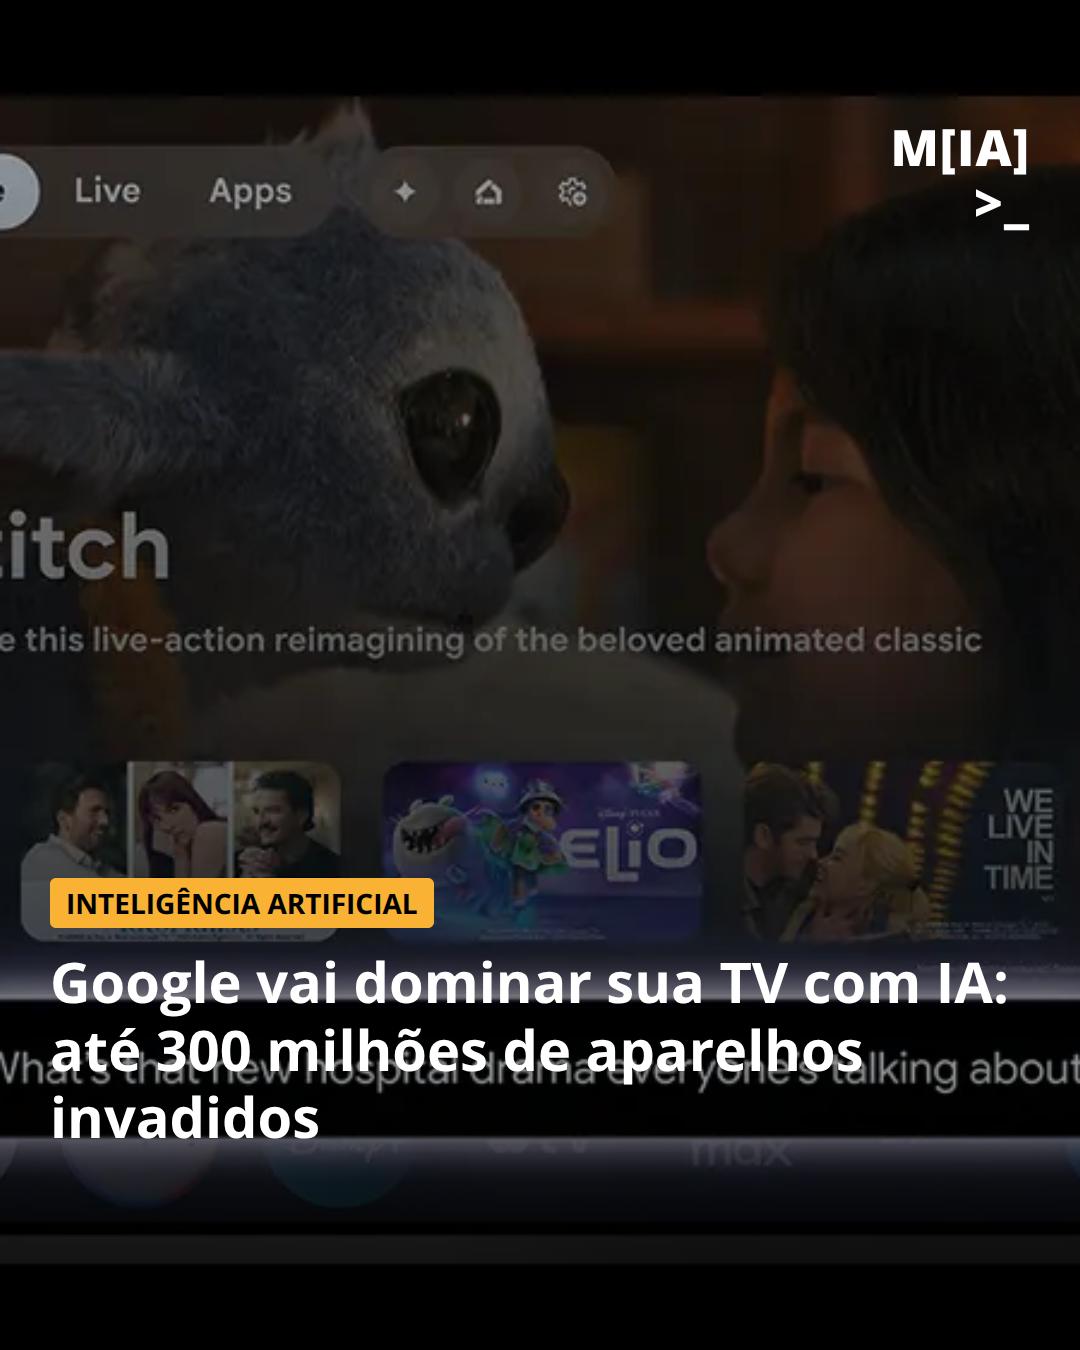 M[IA]
>_
Live
Apps
titch
e this live-action reimagining of the beloved animated classic
Disney PIXAR
ELIO
WE
LIVE
IN
TIME
INTELIGÊNCIA ARTIFICIAL
Google vai dominar sua TV com IA:
até 300 milhões de aparelhos
invadidos
What's that new hospital drama everyone's talking about
tv
max